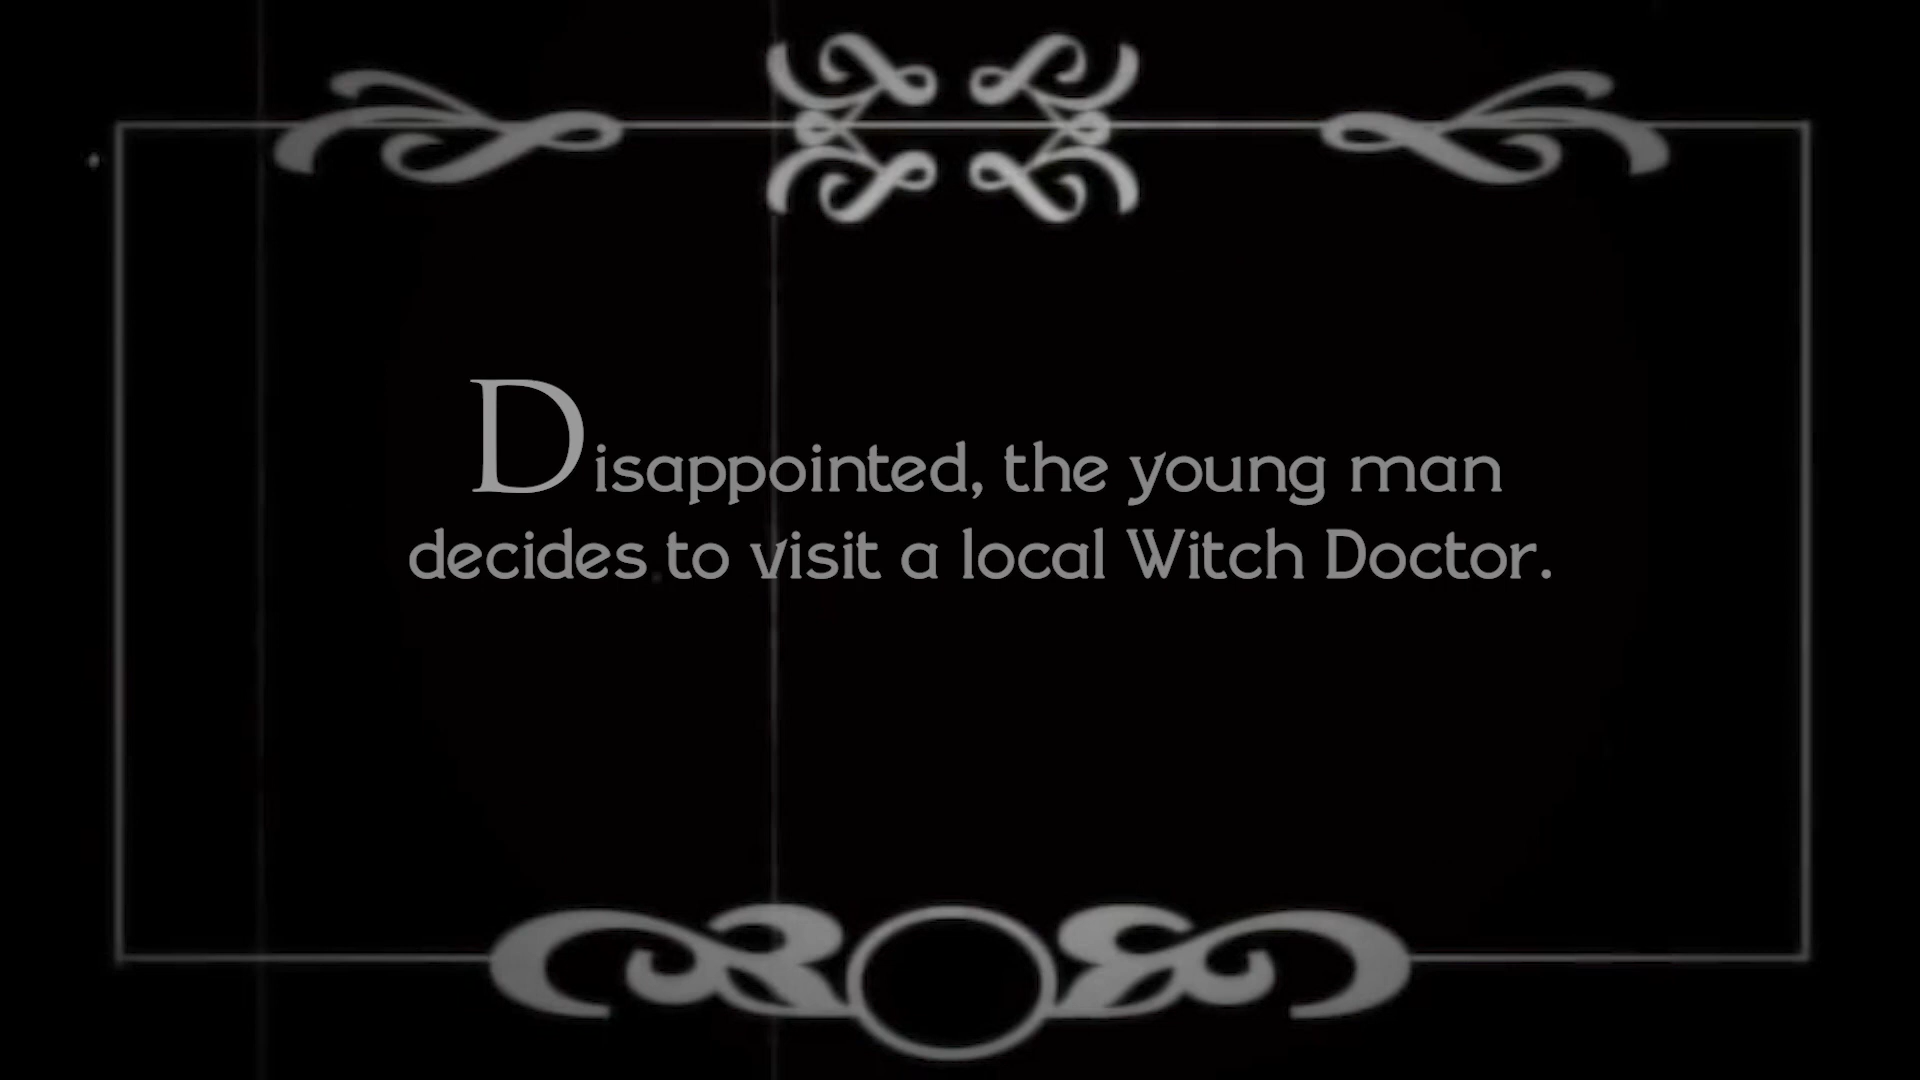 Disappointed, the young man
decides to visit a local Witch Doctor.